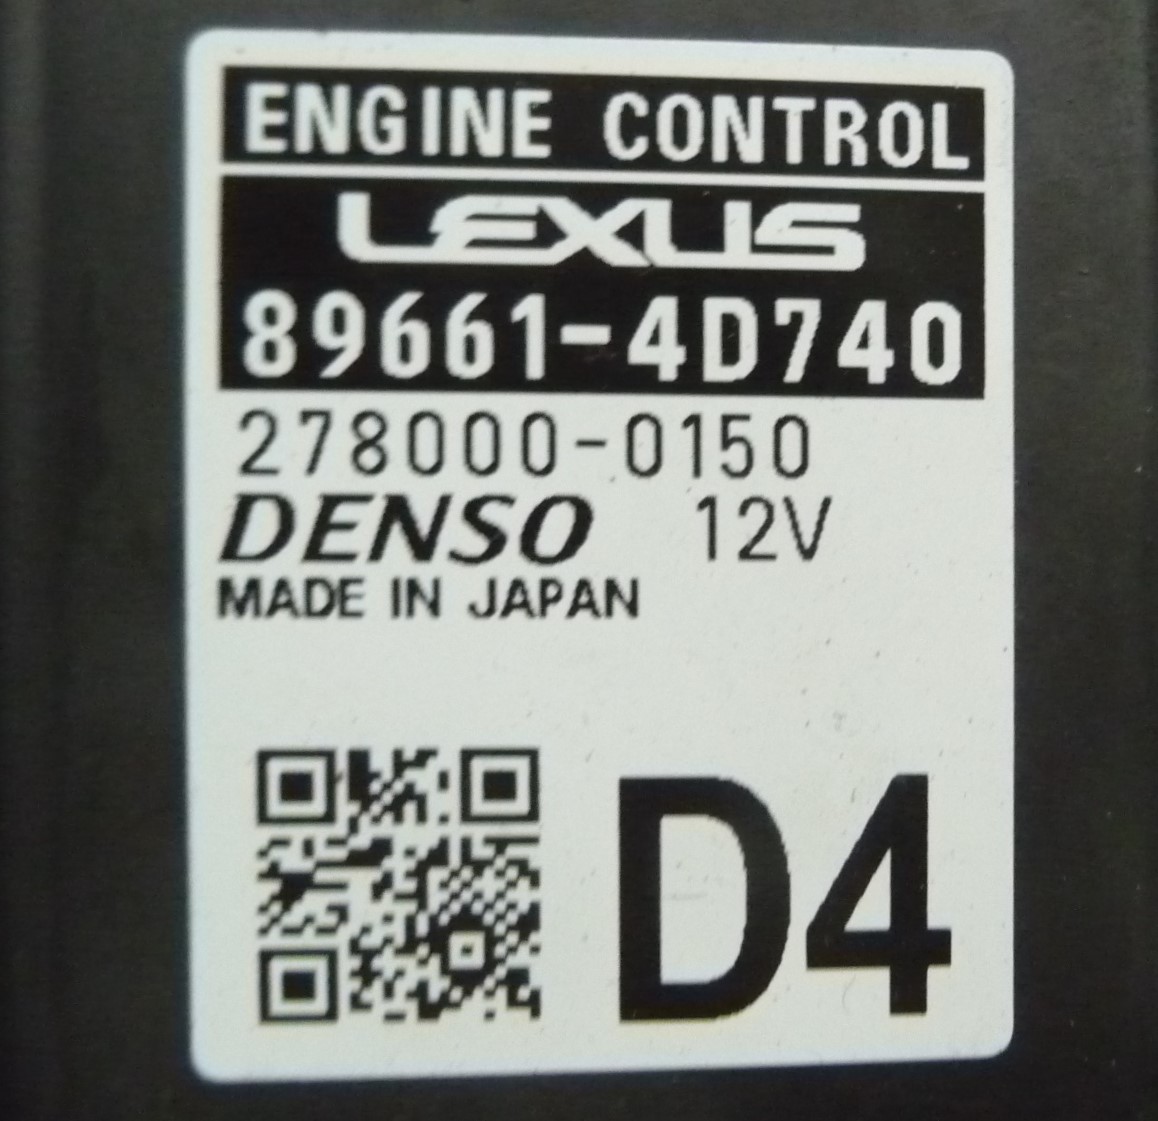 ENGINE CONTROL
LEXUS
89661-4D740
278000-0150
DENSO 12V
MADE IN JAPAN
D4